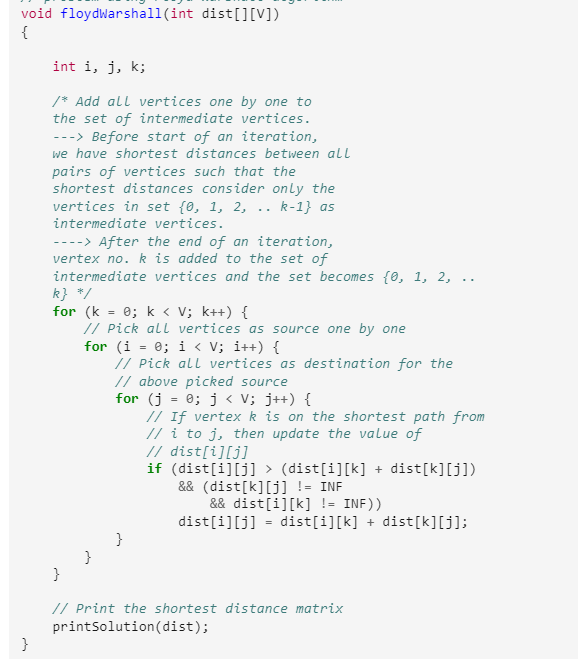 // problem using Floyd Warshall algorithm
void floydWarshall(int dist[][V])
{
int i, j, k;
/* Add all vertices one by one to
the set of intermediate vertices.
---> Before start of an iteration,
we have shortest distances between all
pairs of vertices such that the
shortest distances consider only the
vertices in set {0, 1, 2, .. k-1} as
intermediate vertices.
----> After the end of an iteration,
vertex no. k is added to the set of
intermediate vertices and the set becomes {0, 1, 2, ..
k} */
for (k = 0; k < V; k++) {
// Pick all vertices as source one by one
for (i = 0; i < V; i++) {
// Pick all vertices as destination for the
// above picked source
for (j = 0; j < V; j++) {
// If vertex k is on the shortest path from
// i to j, then update the value of
// dist[i][j]
if (dist[i][j] > (dist[i][k] + dist[k][j])
&& (dist[k][j] != INF
&& dist[i][k] != INF))
dist[i][j] = dist[i][k] + dist[k][j];
}
}
}
// Print the shortest distance matrix
printSolution(dist);
}